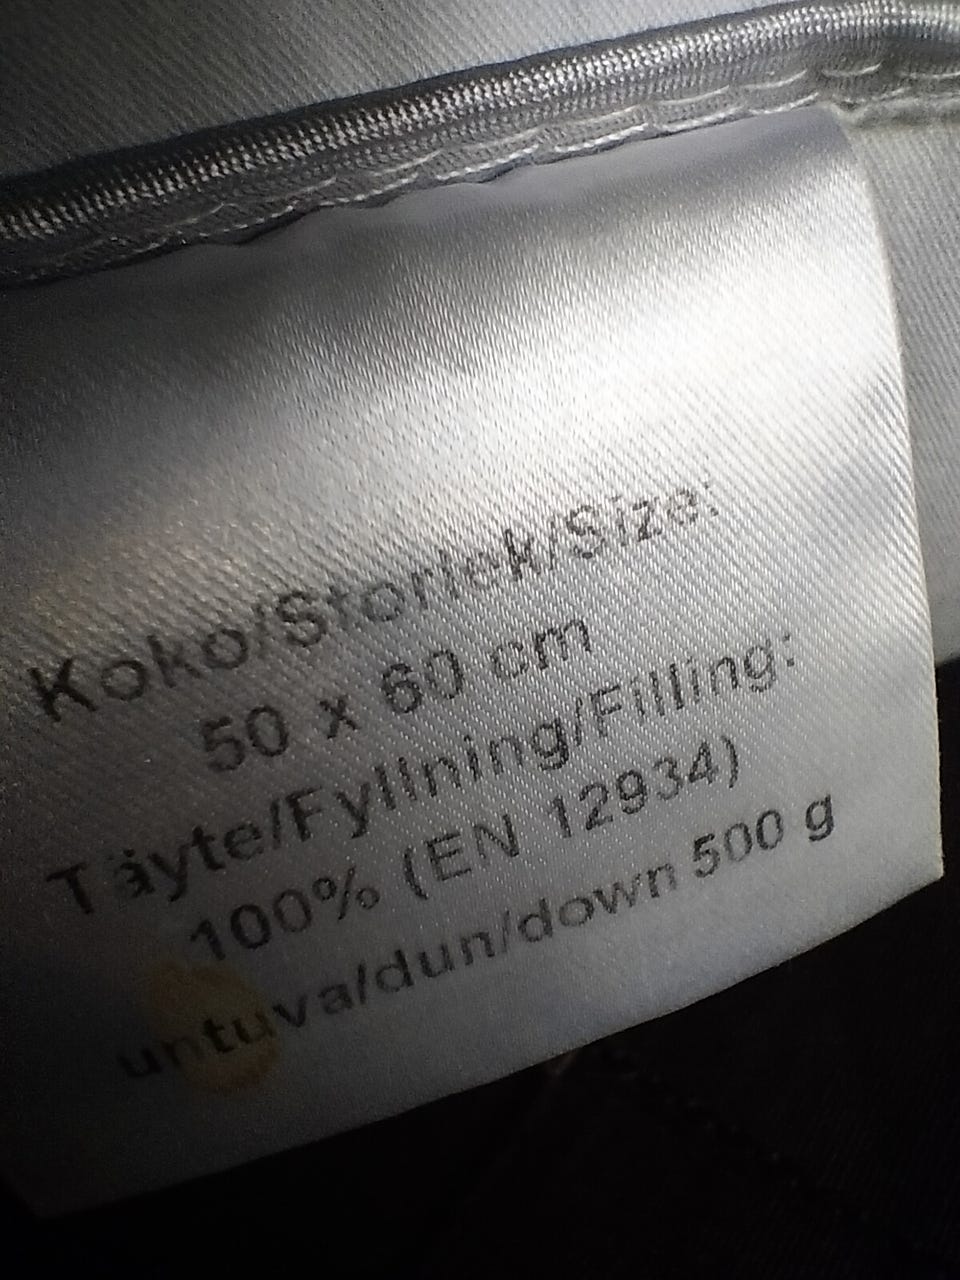 Koko/Storlek/Size:
50 x 60 cm
Täyte/Fyllning/Filling:
100% (EN 12934)
untuva/dun/down 500 g